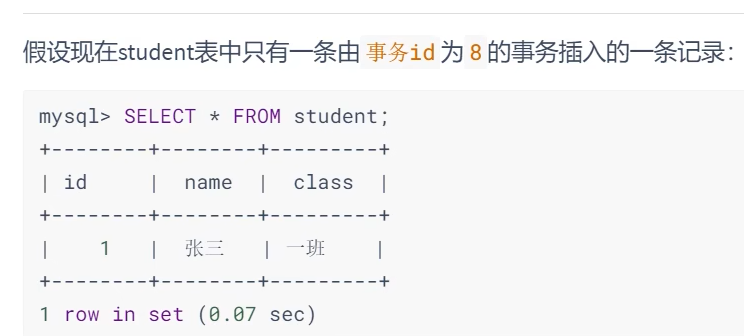 假设现在student表中只有一条由 事务id 为 8 的事务插入的一条记录：
mysql> SELECT * FROM student;
+--------+--------+---------+
| id     |  name  |  class  |
+--------+--------+---------+
|    1   |  张三   | 一班    |
+--------+--------+---------+
1 row in set (0.07 sec)